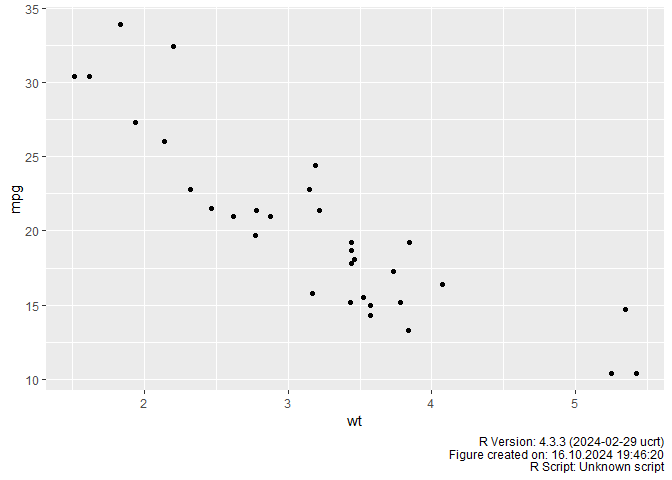 35
30
25
20
15
10
mpg
2
3
4
5
wt
R Version: 4.3.3 (2024-02-29 ucrt)
Figure created on: 16.10.2024 19:46:20
R Script: Unknown script